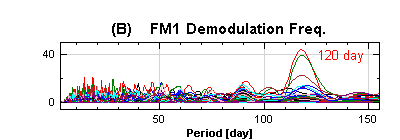 (B) FM1 Demodulation Freq.
40
120 day
0
50 100 150
Period [day]